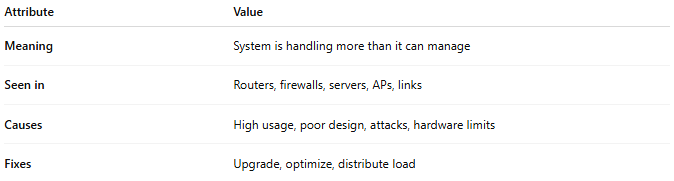 Attribute Value
Meaning System is handling more than it can manage
Seen in Routers, firewalls, servers, APs, links
Causes High usage, poor design, attacks, hardware limits
Fixes Upgrade, optimize, distribute load